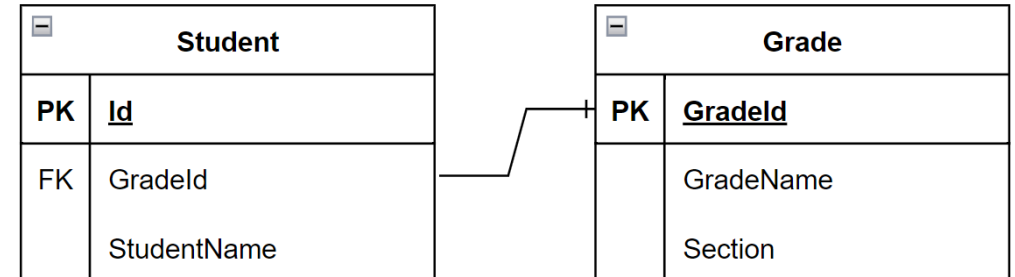 Student
PK Id
FK GradeId
StudentName
Grade
PK GradeId
GradeName
Section